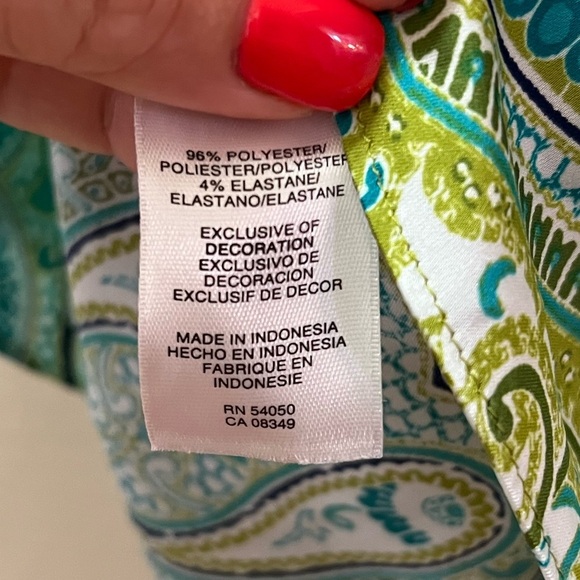 96% POLYESTER/
POLIESTER/POLYESTER
4% ELASTANE/
ELASTANO/ELASTANE
EXCLUSIVE OF
DECORATION
EXCLUSIVO DE
DECORACION
EXCLUSIF DE DECOR
MADE IN INDONESIA
HECHO EN INDONESIA
FABRIQUE EN
INDONESIE
RN 54050
CA 08349